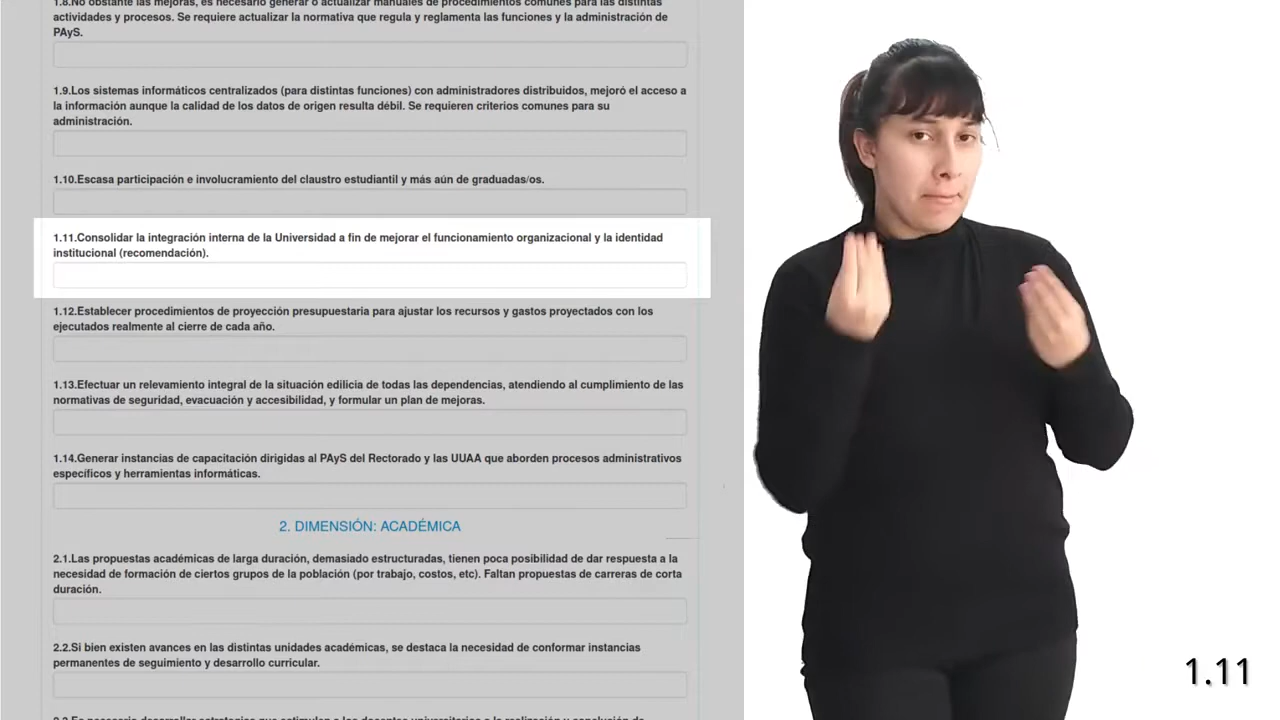 1.8.No obstante las mejoras, es necesario generar o actualizar manuales de procedimientos comunes para las distintas
actividades y procesos. Se requiere actualizar la normativa que regula y reglamenta las funciones y la administración de
PAyS.
1.9.Los sistemas informáticos centralizados (para distintas funciones) con administradores distribuidos, mejoró el acceso a
la información aunque la calidad de los datos de origen resulta débil. Se requieren criterios comunes para su
administración.
1.10.Escasa participación e involucramiento del claustro estudiantil y más aún de graduadas/os.
1.11.Consolidar la integración interna de la Universidad a fin de mejorar el funcionamiento organizacional y la identidad
institucional (recomendación).
1.12.Establecer procedimientos de proyección presupuestaria para ajustar los recursos y gastos proyectados con los
ejecutados realmente al cierre de cada año.
1.13.Efectuar un relevamiento integral de la situación edilicia de todas las dependencias, atendiendo al cumplimiento de las
normativas de seguridad, evacuación y accesibilidad, y formular un plan de mejoras.
1.14.Generar instancias de capacitación dirigidas al PAyS del Rectorado y las UUAA que aborden procesos administrativos
específicos y herramientas informáticas.
2. DIMENSIÓN: ACADÉMICA
2.1.Las propuestas académicas de larga duración, demasiado estructuradas, tienen poca posibilidad de dar respuesta a la
necesidad de formación de ciertos grupos de la población (por trabajo, costos, etc). Faltan propuestas de carreras de corta
duración.
2.2.Si bien existen avances en las distintas unidades académicas, se destaca la necesidad de conformar instancias
permanentes de seguimiento y desarrollo curricular.
1.11